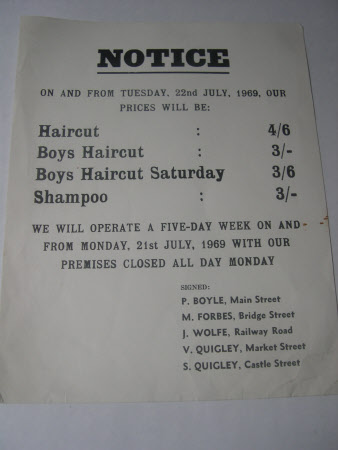 NOTICE
ON AND FROM TUESDAY, 22nd JULY, 1969, OUR
PRICES WILL BE:
Haircut : 4/6
Boys Haircut : 3/-
Boys Haircut Saturday 3/6
Shampoo : 3/-
WE WILL OPERATE A FIVE-DAY WEEK ON AND
FROM MONDAY, 21st JULY, 1969 WITH OUR
PREMISES CLOSED ALL DAY MONDAY
SIGNED:
P. BOYLE, Main Street
M. FORBES, Bridge Street
J. WOLFE, Railway Road
V. QUIGLEY, Market Street
S. QUIGLEY, Castle Street